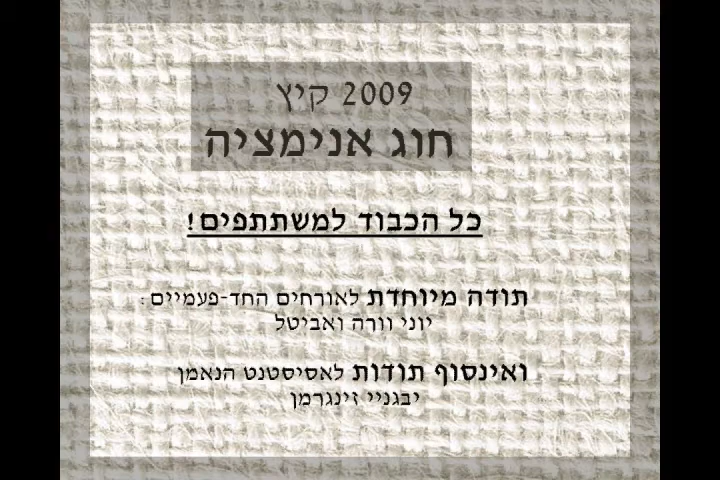 קיץ 2009
חוג אנימציה
כל הכבוד למשתתפים!
תודה מיוחדת לאורחים החד-פעמיים:
יוני וורה ואביטל
ואינסוף תודות לאסיסטנט הנאמן
יבגניי זינגרמן